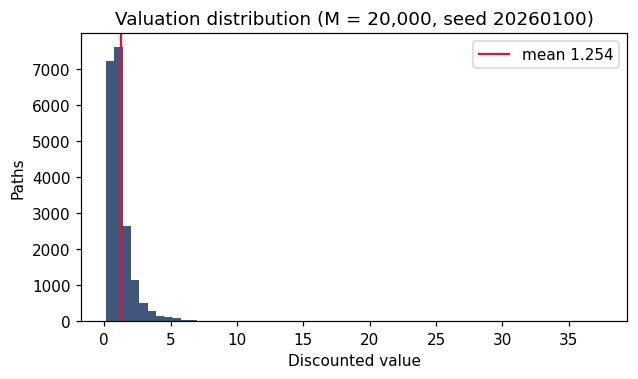 Valuation distribution (M = 20,000, seed 20260100)
mean 1.254
Paths
7000
6000
5000
4000
3000
2000
1000
0
0 5 10 15 20 25 30 35
Discounted value